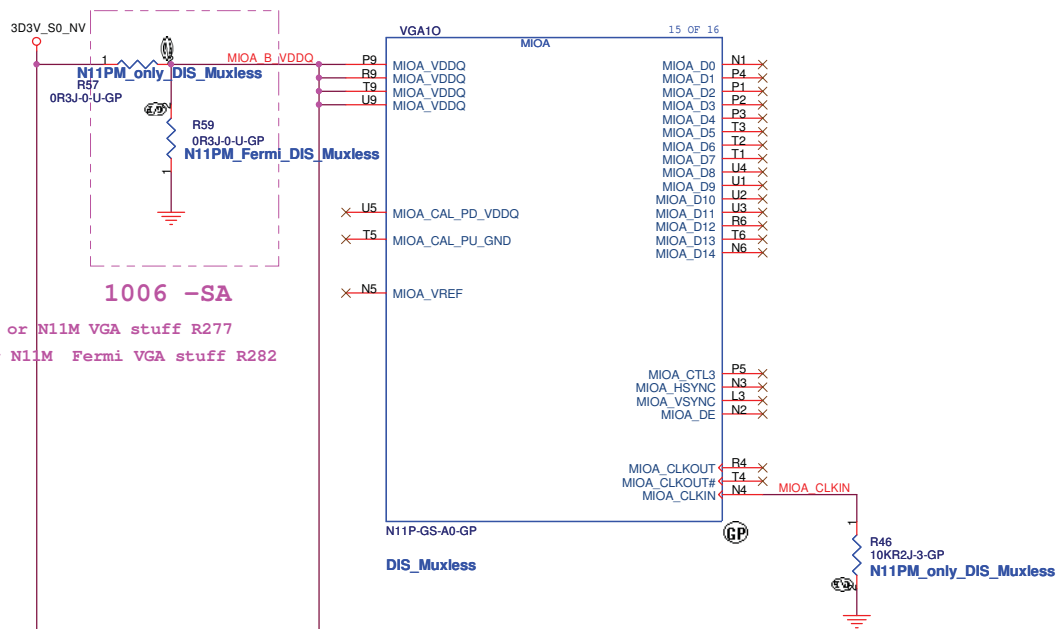 3D3V_S0_NV
1
N11PM_only_DIS_Muxless
R57
0R3J-0-U-GP
MIOA_B_VDDQ
2
R59
0R3J-0-U-GP
N11PM_Fermi_DIS_Muxless
1
1006 -SA
or N11M VGA stuff R277
N11M Fermi VGA stuff R282
VGA1O
15 OF 16
MIOA
P9 MIOA_VDDQ
R9 MIOA_VDDQ
T9 MIOA_VDDQ
U9 MIOA_VDDQ
U5 MIOA_CAL_PD_VDDQ
T5 MIOA_CAL_PU_GND
N5 MIOA_VREF
MIOA_D0 N1
MIOA_D1 P4
MIOA_D2 P1
MIOA_D3 P2
MIOA_D4 P3
MIOA_D5 T3
MIOA_D6 T2
MIOA_D7 T1
MIOA_D8 U4
MIOA_D9 U1
MIOA_D10 U2
MIOA_D11 U3
MIOA_D12 R6
MIOA_D13 T6
MIOA_D14 N6
MIOA_CTL3 P5
MIOA_HSYNC N3
MIOA_VSYNC L3
MIOA_DE N2
MIOA_CLKOUT R4
MIOA_CLKOUT# T4
MIOA_CLKIN N4
MIOA_CLKIN
N11P-GS-A0-GP
GP
DIS_Muxless
1
R46
10KR2J-3-GP
N11PM_only_DIS_Muxless
2